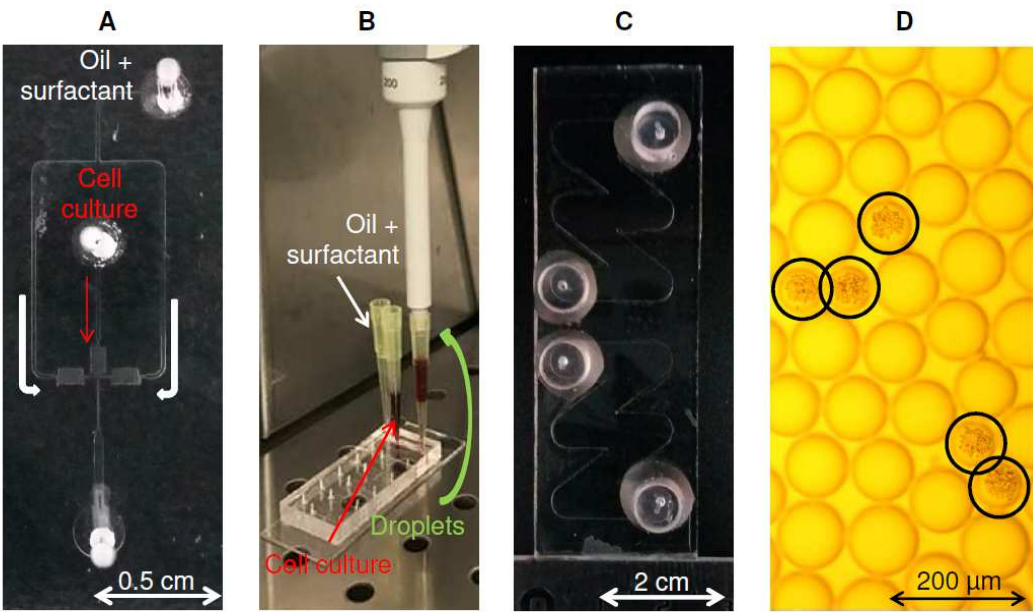 A
B
C
D
Oil +
surfactant
Cell
culture
0.5 cm
200
Oil +
surfactant
Droplets
Cell culture
2 cm
200 µm